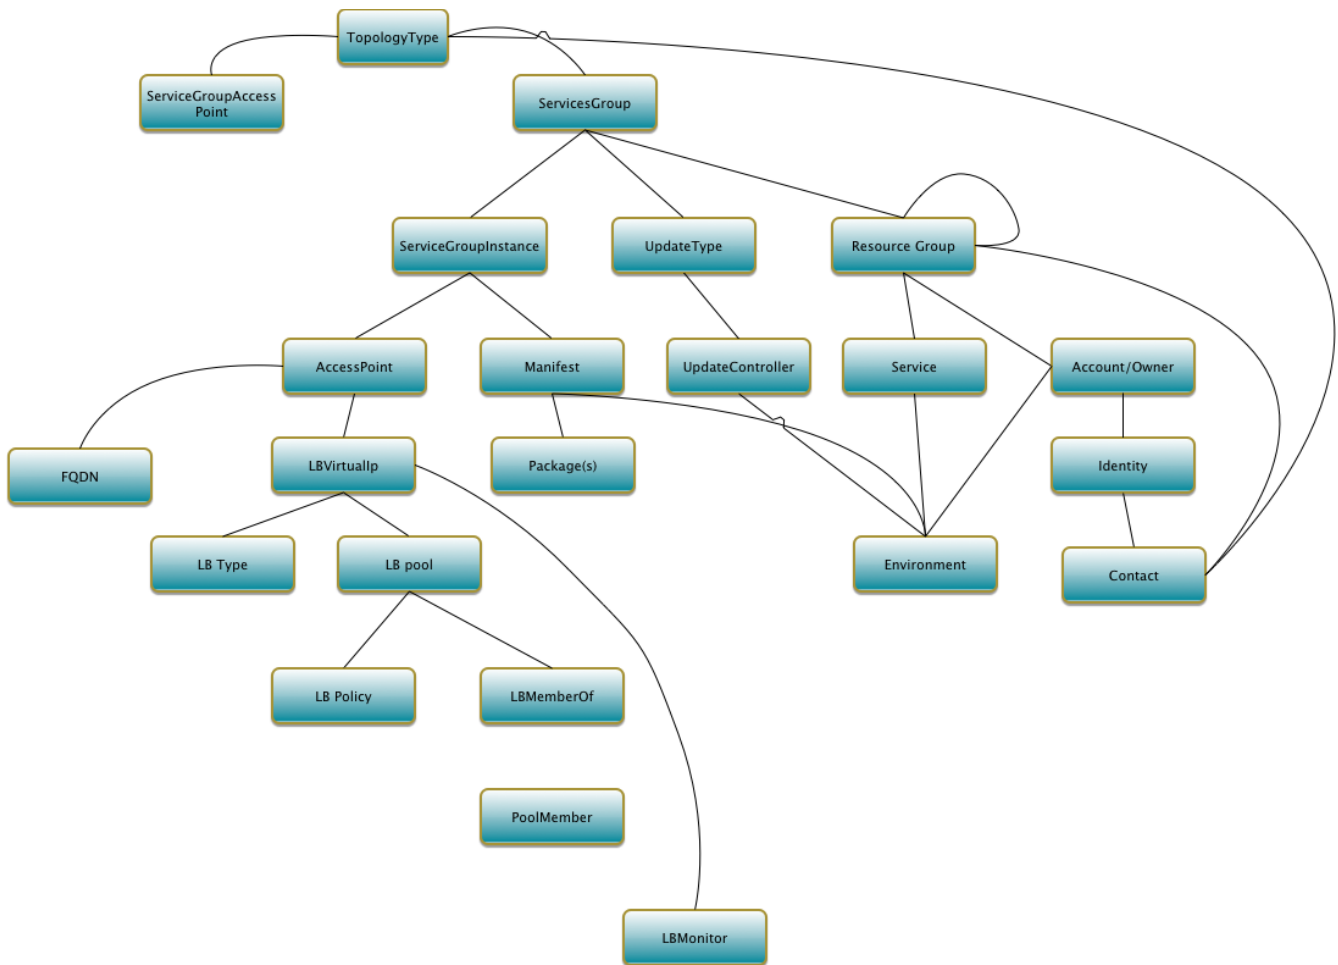 TopologyType
ServiceGroupAccess
Point
ServicesGroup
ServiceGroupInstance
UpdateType
Resource Group
AccessPoint
Manifest
UpdateController
Service
Account/Owner
FQDN
LBVirtualIp
Package(s)
Identity
LB Type
LB pool
Environment
Contact
LB Policy
LBMemberOf
PoolMember
LBMonitor